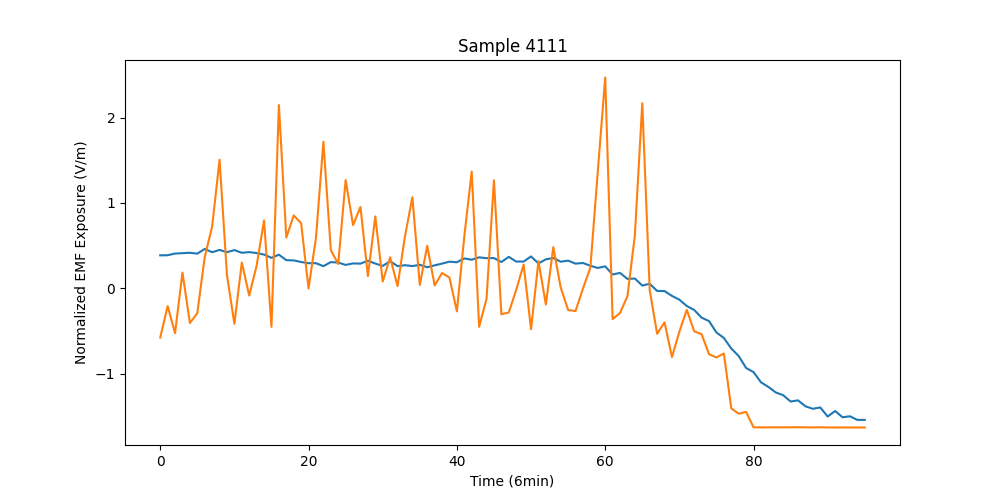 Sample 4111
Normalized EMF Exposure (V/m)
2
1
0
−1
0 20 40 60 80
Time (6min)